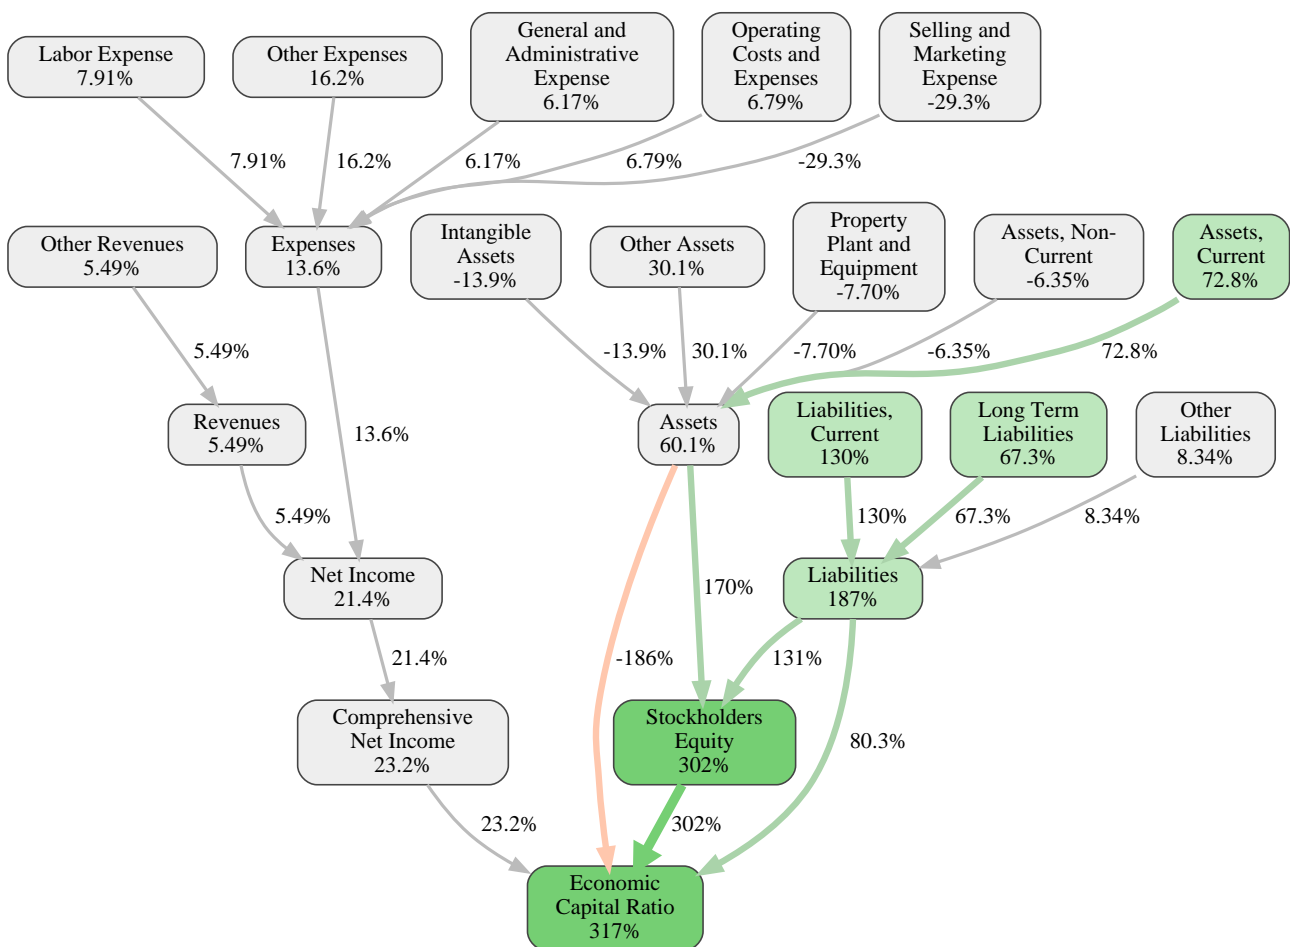 Labor Expense
7.91%
Other Expenses
16.2%
General and
Administrative
Expense
6.17%
Operating
Costs and
Expenses
6.79%
Selling and
Marketing
Expense
-29.3%
7.91%
16.2%
6.17%
6.79%
-29.3%
Other Revenues
5.49%
Expenses
13.6%
Intangible
Assets
-13.9%
Other Assets
30.1%
Property
Plant and
Equipment
-7.70%
Assets, Non-
Current
-6.35%
Assets,
Current
72.8%
5.49%
-13.9%
30.1%
-7.70%
-6.35%
72.8%
Revenues
5.49%
13.6%
Assets
60.1%
Liabilities,
Current
130%
Long Term
Liabilities
67.3%
Other
Liabilities
8.34%
5.49%
130%
67.3%
8.34%
Net Income
21.4%
170%
Liabilities
187%
21.4%
-186%
131%
Comprehensive
Net Income
23.2%
Stockholders
Equity
302%
80.3%
23.2%
302%
Economic
Capital Ratio
317%